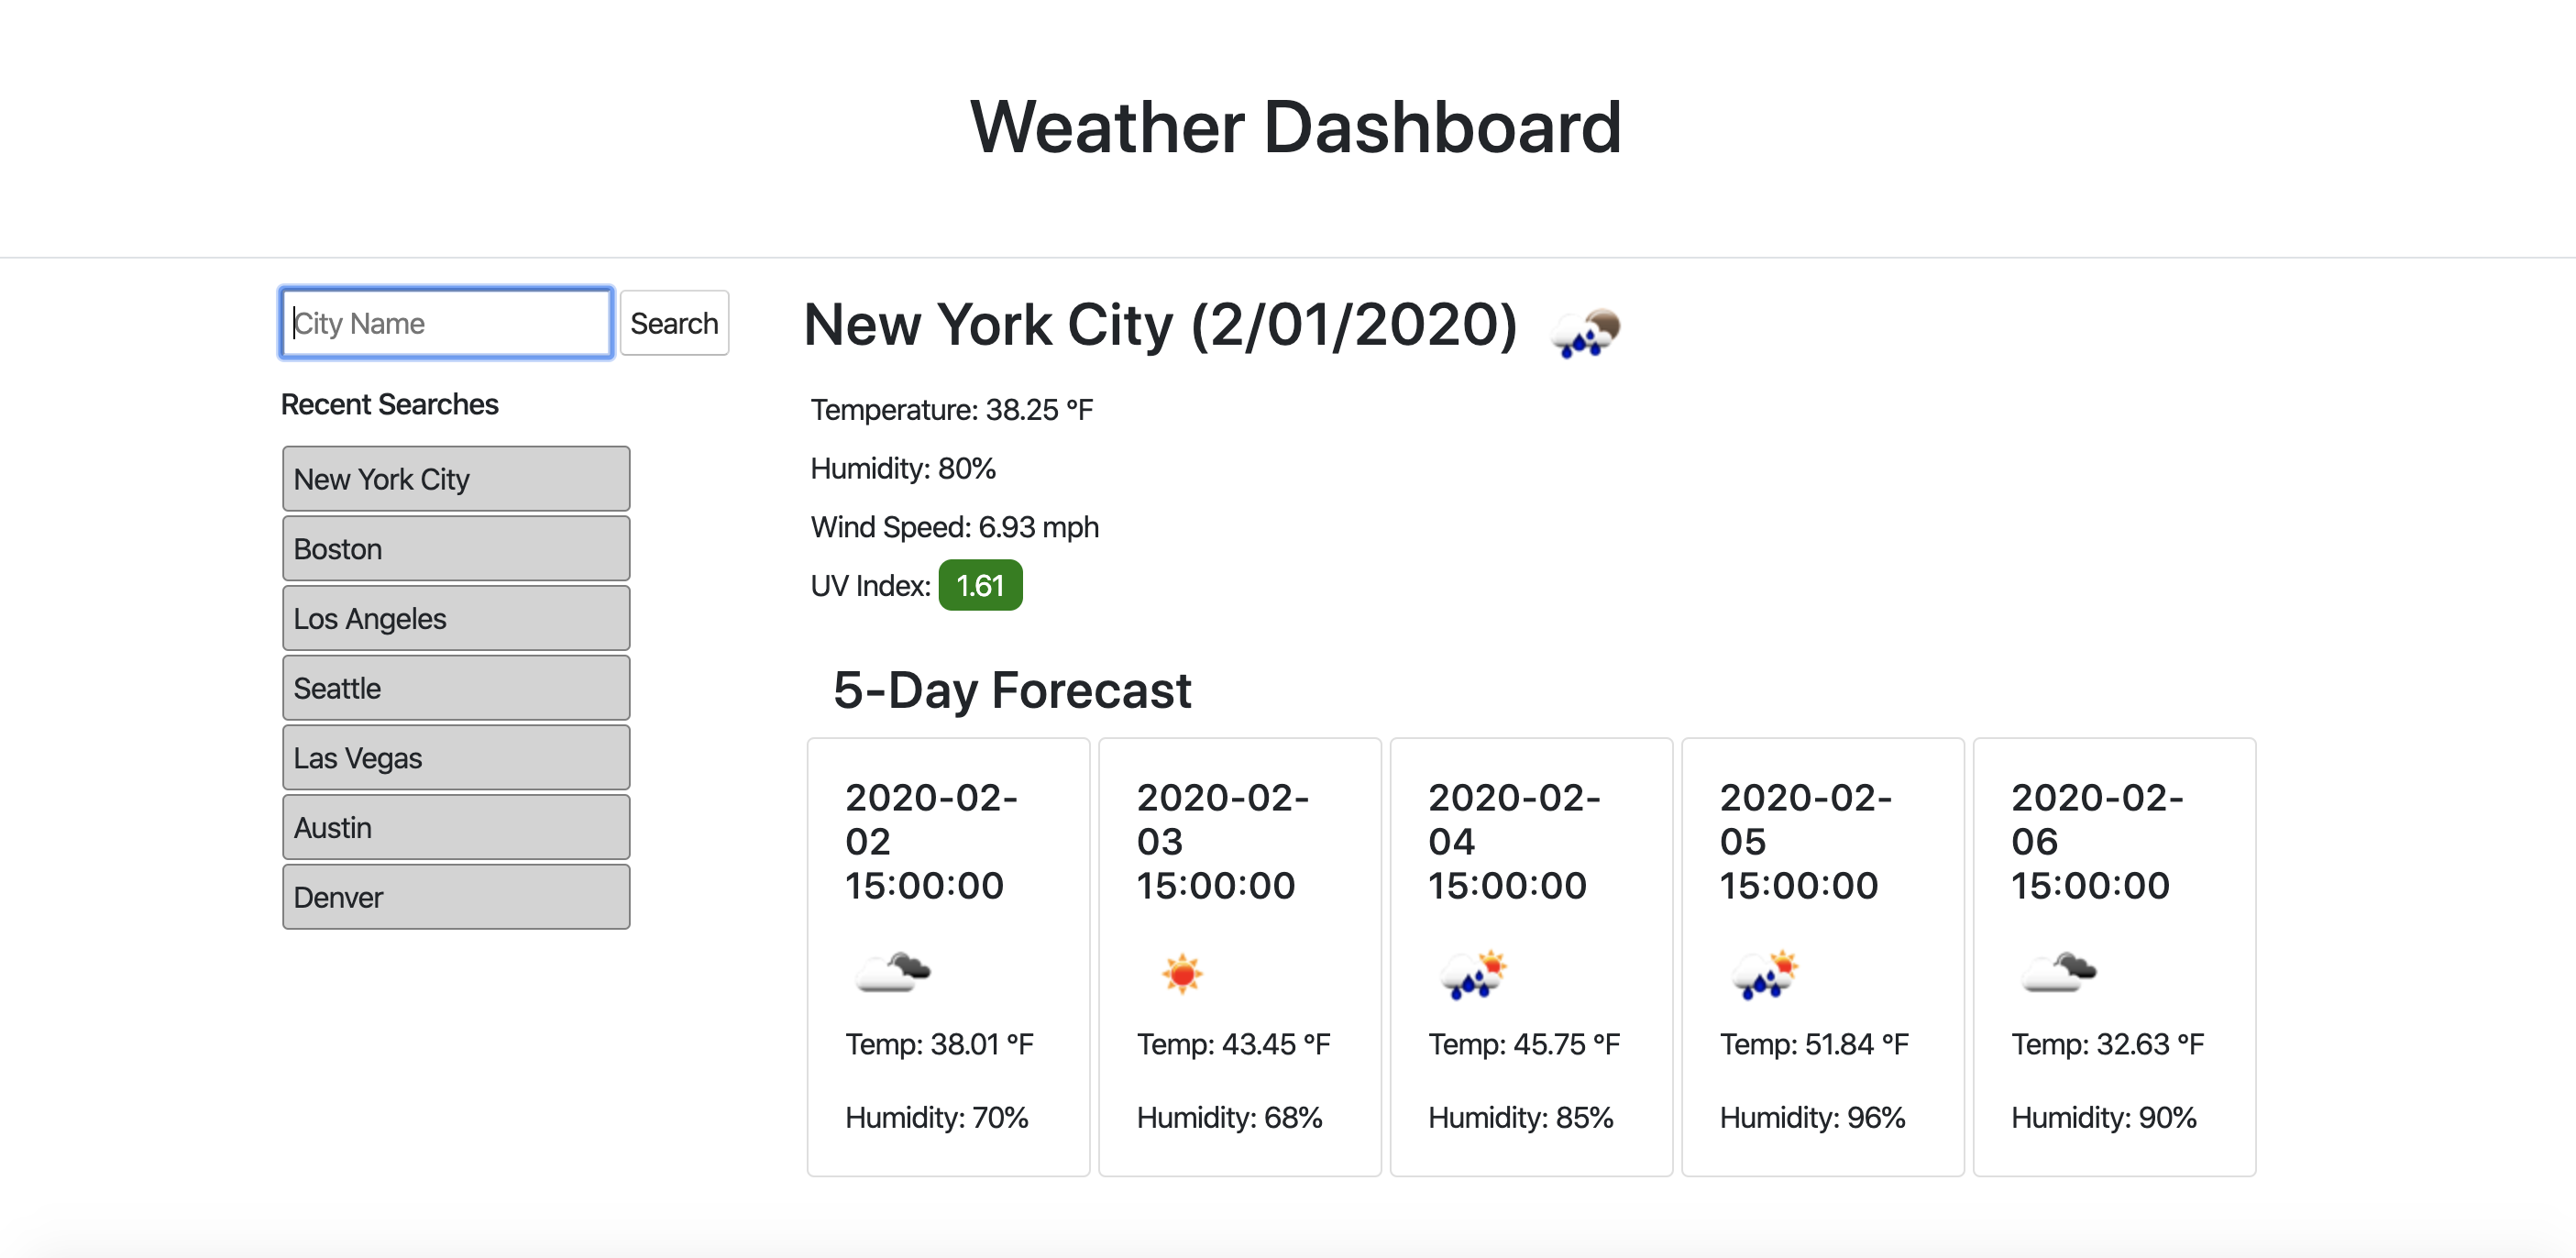 Weather Dashboard
City Name
Search
Recent Searches
New York City
Boston
Los Angeles
Seattle
Las Vegas
Austin
Denver
New York City (2/01/2020)
Temperature: 38.25 °F
Humidity: 80%
Wind Speed: 6.93 mph
UV Index: 1.61
5-Day Forecast
2020-02-
02
15:00:00
Temp: 38.01 °F
Humidity: 70%
2020-02-
03
15:00:00
Temp: 43.45 °F
Humidity: 68%
2020-02-
04
15:00:00
Temp: 45.75 °F
Humidity: 85%
2020-02-
05
15:00:00
Temp: 51.84 °F
Humidity: 96%
2020-02-
06
15:00:00
Temp: 32.63 °F
Humidity: 90%